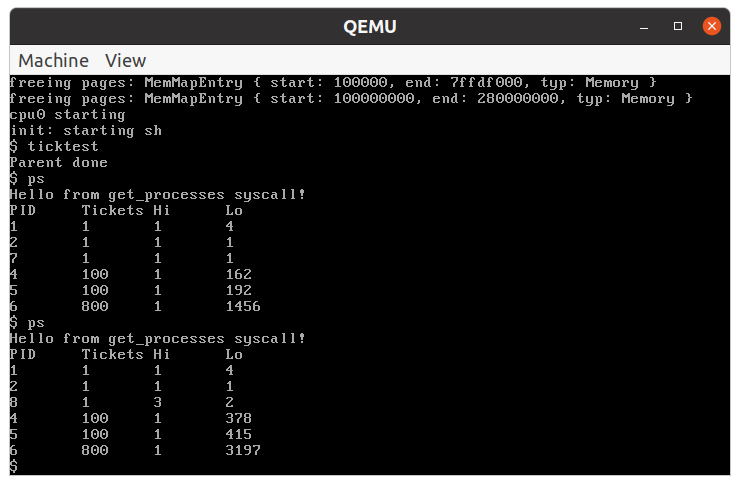 QEMU
Machine View
freeing pages: MemMapEntry { start: 100000, end: 7ffdf000, typ: Memory }
freeing pages: MemMapEntry { start: 100000000, end: 280000000, typ: Memory }
cpu0 starting
init: starting sh
$ ticktest
Parent done
$ ps
Hello from get_processes syscall!
PID Tickets Hi Lo
1 1 1 4
2 1 1 1
7 1 1 1
4 100 1 162
5 100 1 192
6 800 1 1456
$ ps
Hello from get_processes syscall!
PID Tickets Hi Lo
1 1 1 4
2 1 1 1
8 1 3 2
4 100 1 378
5 100 1 415
6 800 1 3197
$